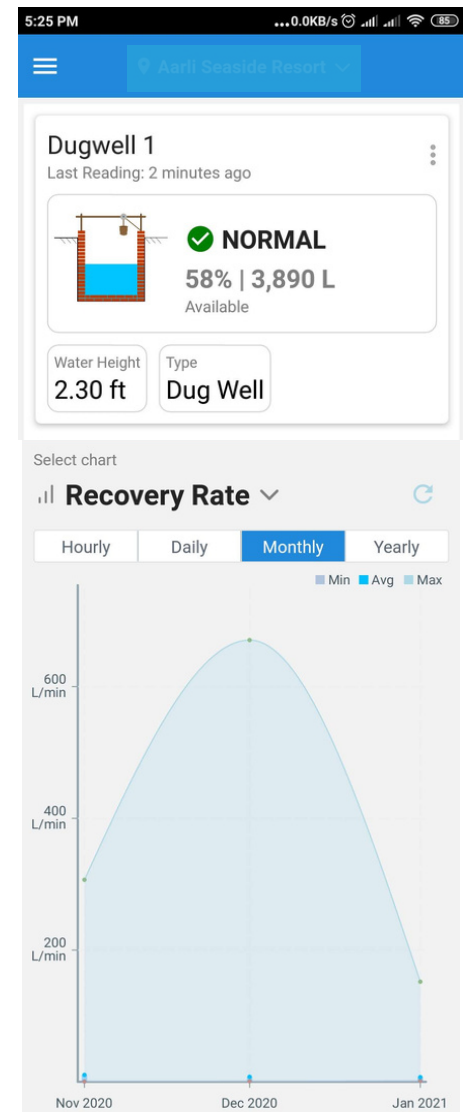 5:25 PM ...0.0KB/s 85
Aarli Seaside Resort
Dugwell 1
Last Reading: 2 minutes ago
NORMAL
58% | 3,890 L
Available
Water Height
2.30 ft
Type
Dug Well
Select chart
Recovery Rate
Hourly Daily Monthly Yearly
Min Avg Max
600
L/min
400
L/min
200
L/min
Nov 2020 Dec 2020 Jan 2021